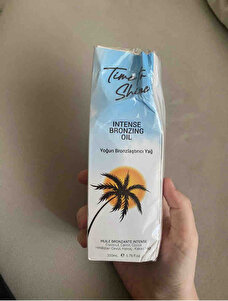 Time to
Shine
INTENSE
BRONZING
OIL
Yoğun Bronzlaştırıcı Yağ
HUILE BRONZANTE INTENSE